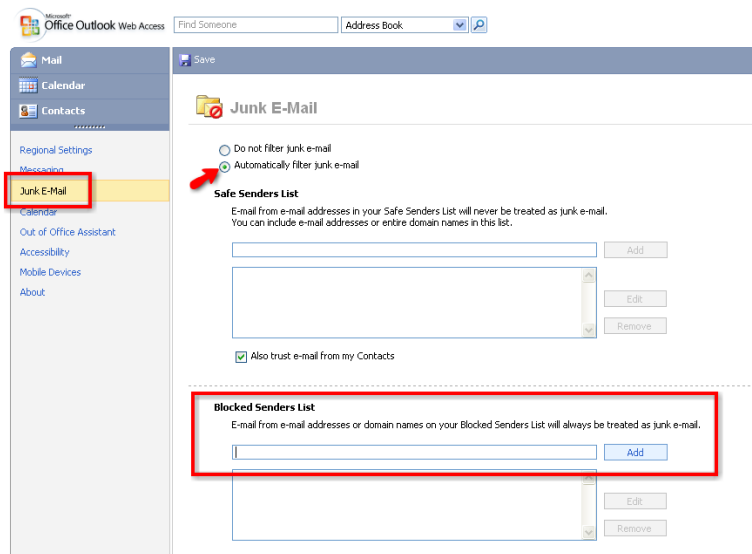 Microsoft®
Office Outlook Web Access
Find Someone
Address Book
Mail
Save
Calendar
Contacts
Junk E-Mail
Regional Settings
Messaging
Junk E-Mail
Calendar
Out of Office Assistant
Accessibility
Mobile Devices
About
Do not filter junk e-mail
Automatically filter junk e-mail
Safe Senders List
E-mail from e-mail addresses in your Safe Senders List will never be treated as junk e-mail.
You can include e-mail addresses or entire domain names in this list.
Add
Edit
Remove
Also trust e-mail from my Contacts
Blocked Senders List
E-mail from e-mail addresses or domain names on your Blocked Senders List will always be treated as junk e-mail.
Add
Edit
Remove